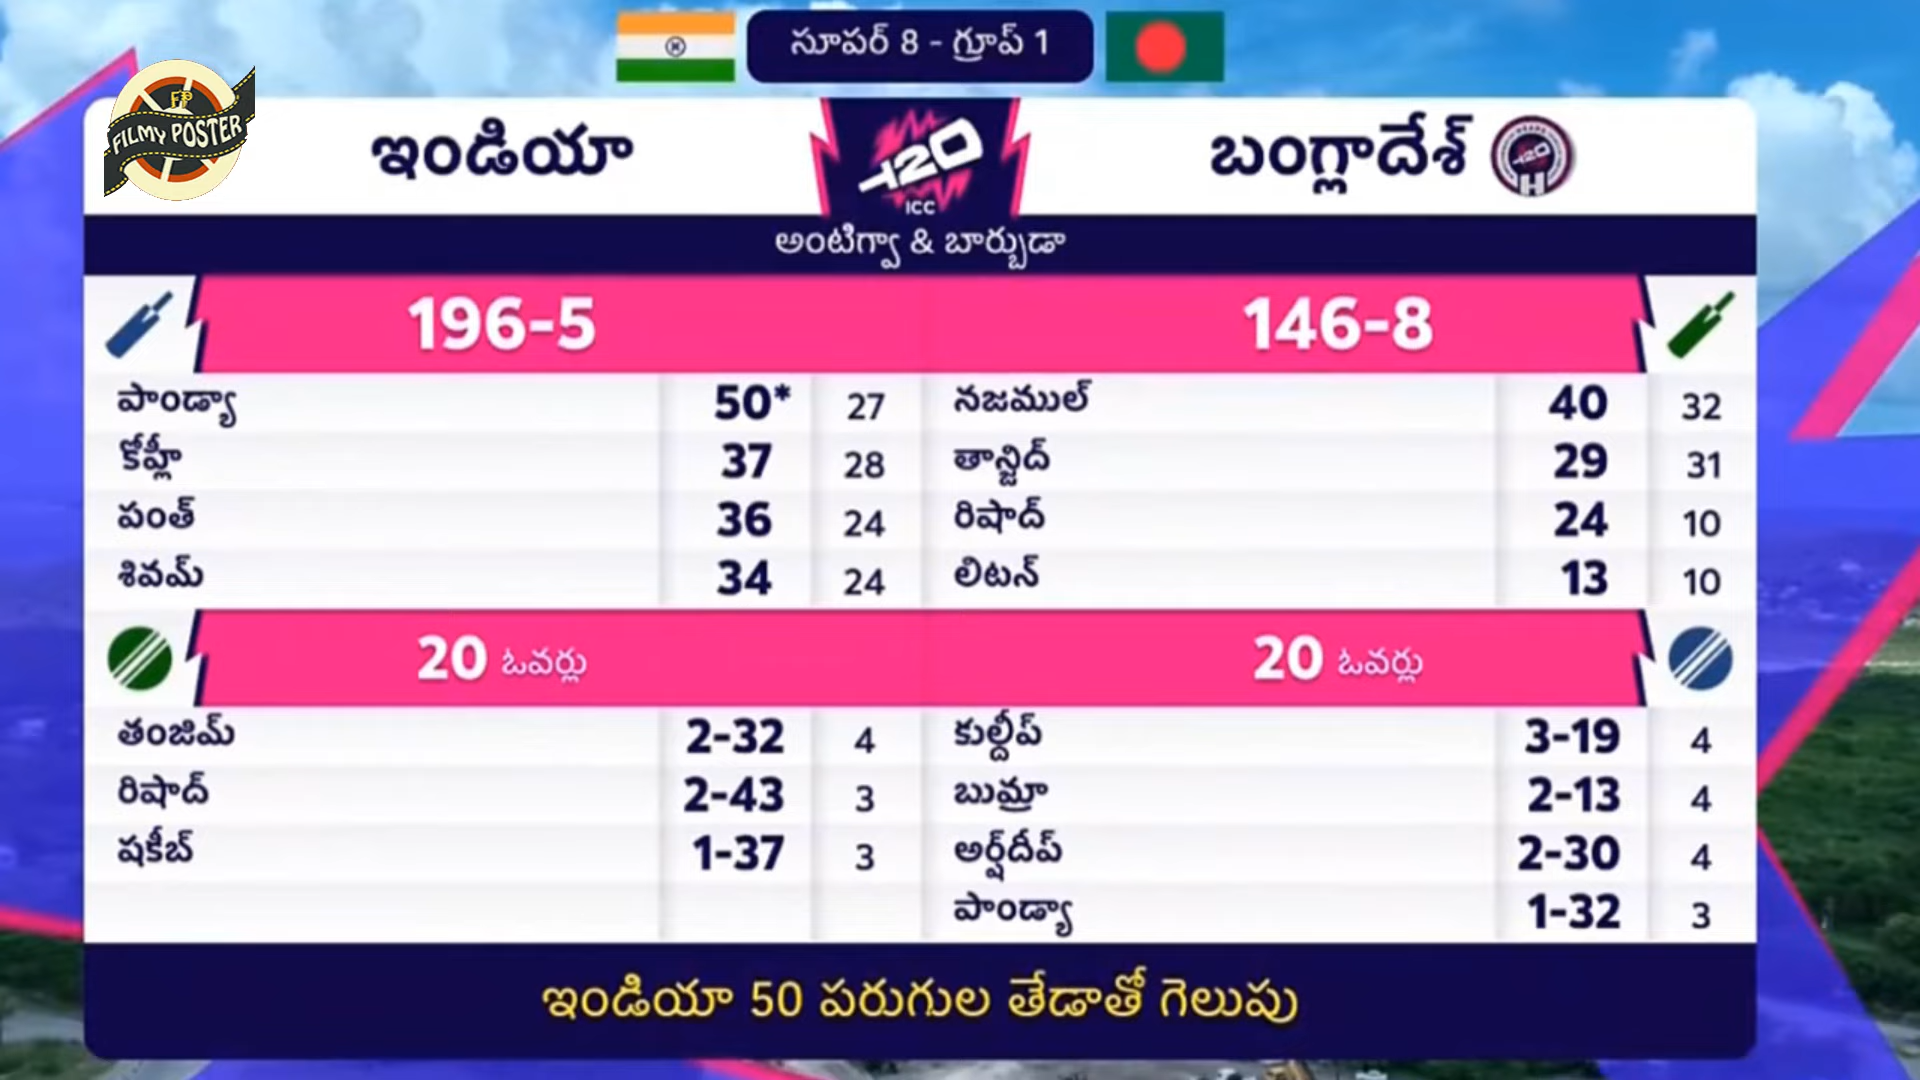 సూపర్ 8 - గ్రూప్ 1
FP
FILMY POSTER
ఇండియా
T20
ICC
బంగ్లాదేశ్
T20
H
అంటిగ్వా & బార్బుడా
196-5 146-8
పాండ్యా 50* 27 నజముల్ 40 32
కోహ్లీ 37 28 తాన్జిద్ 29 31
పంత్ 36 24 రిషాద్ 24 10
శివమ్ 34 24 లిటన్ 13 10
20 ఓవర్లు 20 ఓవర్లు
తంజిమ్ 2-32 4 కుల్దీప్ 3-19 4
రిషాద్ 2-43 3 బుమ్రా 2-13 4
షకీబ్ 1-37 3 అర్ష్‌దీప్ 2-30 4
పాండ్యా 1-32 3
ఇండియా 50 పరుగుల తేడాతో గెలుపు